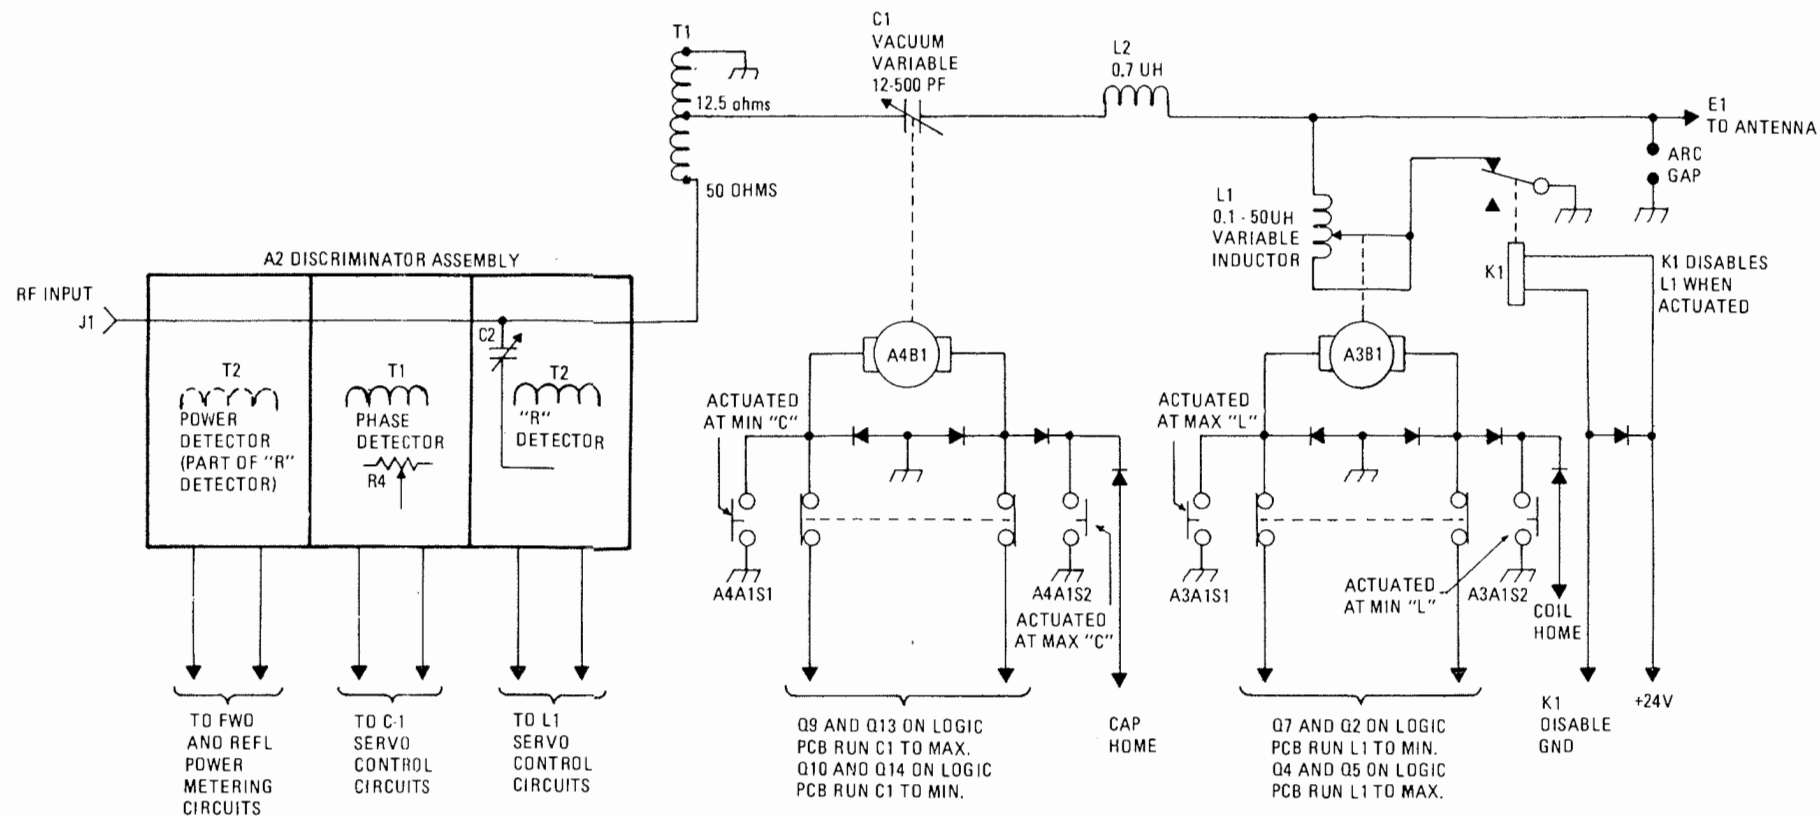 T1
12.5 ohms
50 OHMS
C1
VACUUM
VARIABLE
12-500 PF
L2
0.7 UH
E1
TO ANTENNA
ARC
GAP
L1
0.1 - 50UH
VARIABLE
INDUCTOR
K1
K1 DISABLES
L1 WHEN
ACTUATED
A2 DISCRIMINATOR ASSEMBLY
RF INPUT
J1
C2
T2
POWER
DETECTOR
(PART OF "R"
DETECTOR)
T1
PHASE
DETECTOR
R4
T2
"R"
DETECTOR
A4B1
A3B1
ACTUATED
AT MIN "C"
ACTUATED
AT MAX "L"
A4A1S1
A4A1S2
ACTUATED
AT MAX "C"
A3A1S1
ACTUATED
AT MIN "L"
A3A1S2
COIL
HOME
TO FWD
AND REFL
POWER
METERING
CIRCUITS
TO C-1
SERVO
CONTROL
CIRCUITS
TO L1
SERVO
CONTROL
CIRCUITS
Q9 AND Q13 ON LOGIC
PCB RUN C1 TO MAX.
Q10 AND Q14 ON LOGIC
PCB RUN C1 TO MIN.
CAP
HOME
Q7 AND Q2 ON LOGIC
PCB RUN L1 TO MIN.
Q4 AND Q5 ON LOGIC
PCB RUN L1 TO MAX.
K1
DISABLE
GND
+24V